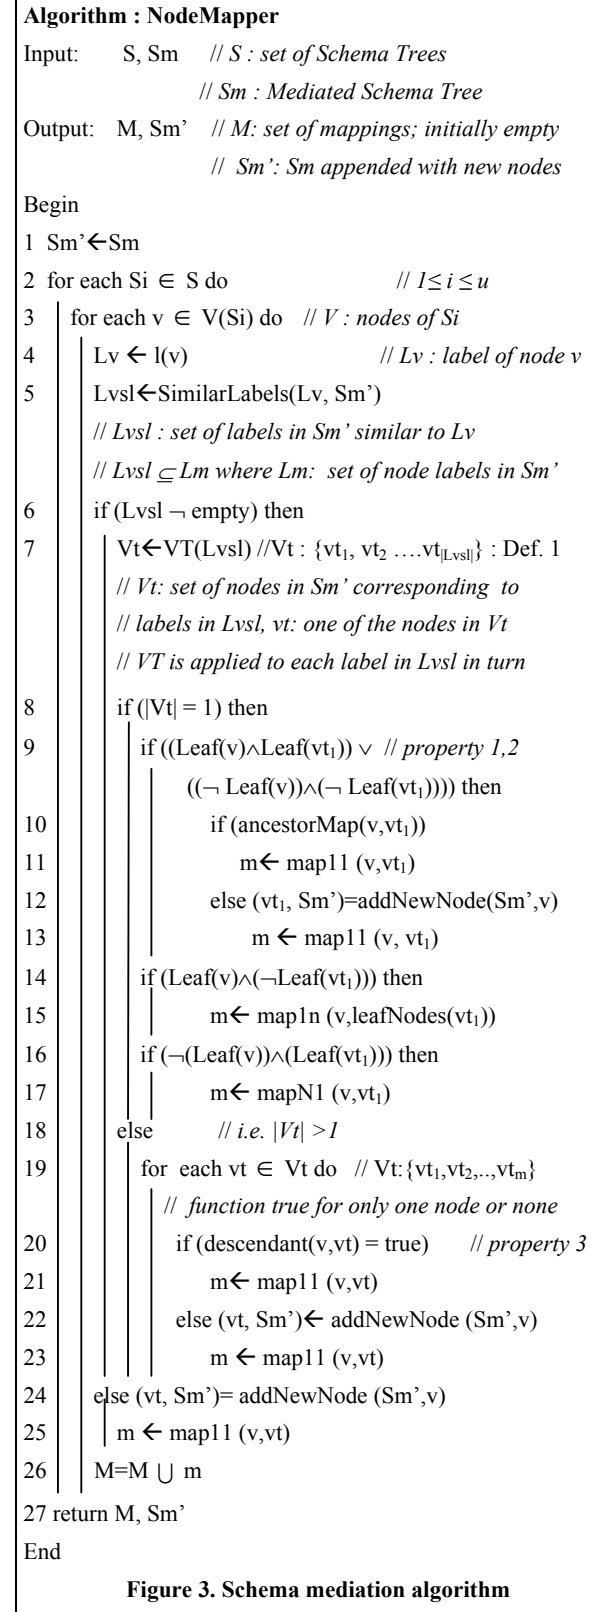 Algorithm : NodeMapper
Input: S, Sm // S : set of Schema Trees
// Sm : Mediated Schema Tree
Output: M, Sm’ // M: set of mappings; initially empty
// Sm’: Sm appended with new nodes
Begin
1 Sm’🡨Sm
2 for each Si ∈ S do // 1≤ i ≤ u
3 for each v ∈ V(Si) do // V : nodes of Si
4 Lv 🡨 l(v) // Lv : label of node v
5 Lvsl🡨SimilarLabels(Lv, Sm’)
// Lvsl : set of labels in Sm’ similar to Lv
// Lvsl ⊆ Lm where Lm: set of node labels in Sm’
6 if (Lvsl ¬ empty) then
7 Vt🡨VT(Lvsl) //Vt : {vt₁, vt₂ ….vt|Lvsl|} : Def. 1
// Vt: set of nodes in Sm’ corresponding to
// labels in Lvsl, vt: one of the nodes in Vt
// VT is applied to each label in Lvsl in turn
8 if (|Vt| = 1) then
9 if ((Leaf(v)∧Leaf(vt₁)) ∨ // property 1,2
((¬ Leaf(v))∧(¬ Leaf(vt₁)))) then
10 if (ancestorMap(v,vt₁))
11 m🡨 map11 (v,vt₁)
12 else (vt₁, Sm’)=addNewNode(Sm’,v)
13 m 🡨 map11 (v, vt₁)
14 if (Leaf(v)∧(¬Leaf(vt₁))) then
15 m🡨 map1n (v,leafNodes(vt₁))
16 if (¬(Leaf(v))∧(Leaf(vt₁))) then
17 m🡨 mapN1 (v,vt₁)
18 else // i.e. |Vt| >1
19 for each vt ∈ Vt do // Vt:{vt₁,vt₂,..,vtₘ}
// function true for only one node or none
20 if (descendant(v,vt) = true) // property 3
21 m🡨 map11 (v,vt)
22 else (vt, Sm’)🡨 addNewNode (Sm’,v)
23 m 🡨 map11 (v,vt)
24 else (vt, Sm’)= addNewNode (Sm’,v)
25 m 🡨 map11 (v,vt)
26 M=M ∪ m
27 return M, Sm’
End
Figure 3. Schema mediation algorithm